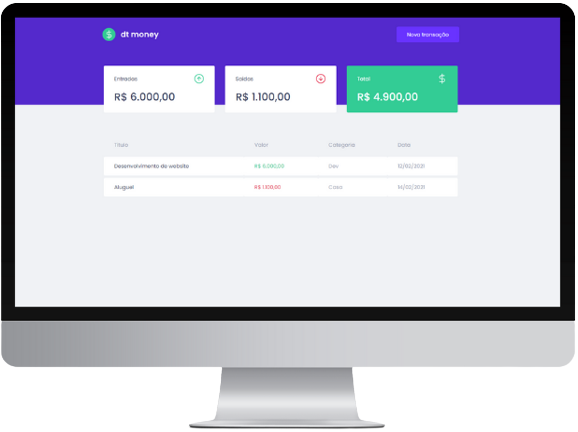 dt money
Nova transação
Entradas
Saídas
Total
R$ 6.000,00
R$ 1.100,00
R$ 4.900,00
Título
Valor
Categoria
Data
Desenvolvimento de website
R$ 6.000,00
Dev
12/02/2021
Aluguel
R$ 1.100,00
Casa
14/02/2021